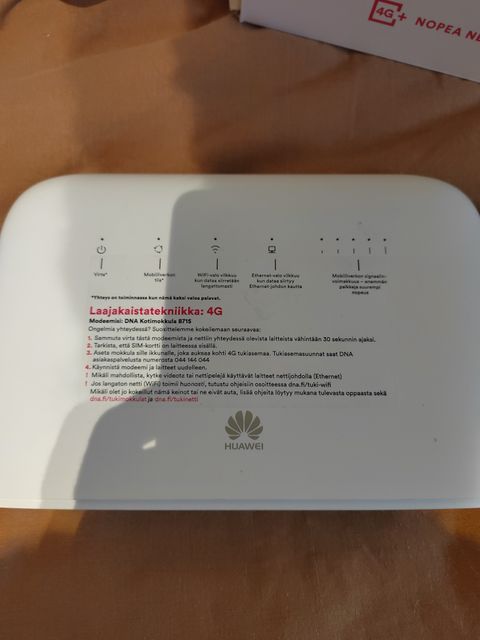 4G+ NOPEA NE
Virta*
Mobiiliverkon
tila*
WiFi-valo vilkkuu
kun dataa siirretään
langattomasti
Ethernet-valo vilkkuu
kun dataa siirtyy
Ethernet johdon kautta
Mobiiliverkon signaalin-
voimakkuus – enemmän
palkkeja suurempi
nopeus
*Yhteys on toiminnassa kun nämä kaksi valoa palavat.
Laajakaistatekniikka: 4G
Modeemisi: DNA Kotimokkula B715
Ongelmia yhteydessä? Suosittelemme kokeilemaan seuraavaa:
1. Sammuta virta tästä modeemista ja nettiin yhteydessä olevista laitteista vähintään 30 sekunnin ajaksi.
2. Tarkista, että SIM-kortti on laitteessa sisällä.
3. Aseta mokkula sille ikkunalle, joka aukeaa kohti 4G tukiasemaa. Tukiasemasuunnat saat DNA
asiakaspalvelusta numerosta 044 144 044
4. Käynnistä modeemi ja laitteet uudelleen.
! Mikäli mahdollista, kytke videota tai nettipelejä käyttävät laitteet nettijohdolla (Ethernet)
! Jos langaton netti (WiFi) toimii huonosti, tutustu ohjeisiin osoitteessa dna.fi/tuki-wifi
Mikäli olet jo kokeillut nämä keinot tai ne eivät auta, lisää ohjeita löytyy mukana tulevasta oppaasta sekä
dna.fi/tukimokkulat ja dna.fi/tukinetti
HUAWEI